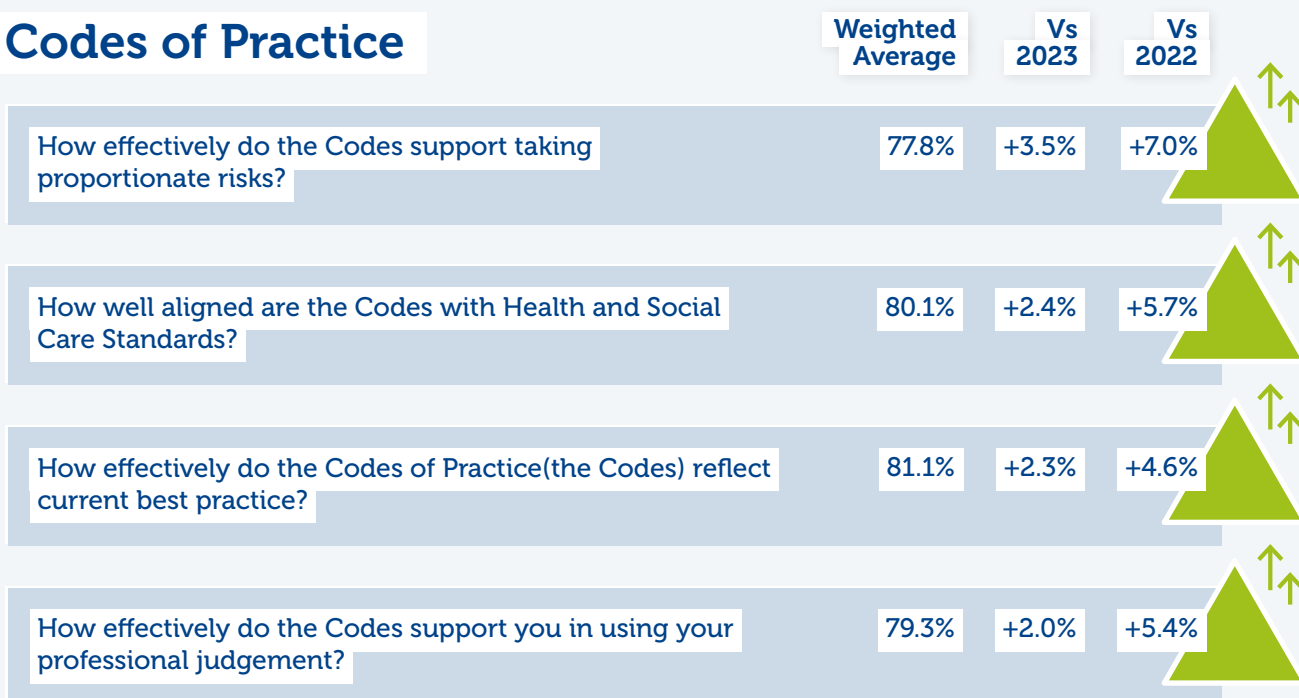 Codes of Practice
Weighted
Average
Vs
2023
Vs
2022
How effectively do the Codes support taking
proportionate risks?
77.8%
+3.5%
+7.0%
How well aligned are the Codes with Health and Social
Care Standards?
80.1%
+2.4%
+5.7%
How effectively do the Codes of Practice(the Codes) reflect
current best practice?
81.1%
+2.3%
+4.6%
How effectively do the Codes support you in using your
professional judgement?
79.3%
+2.0%
+5.4%